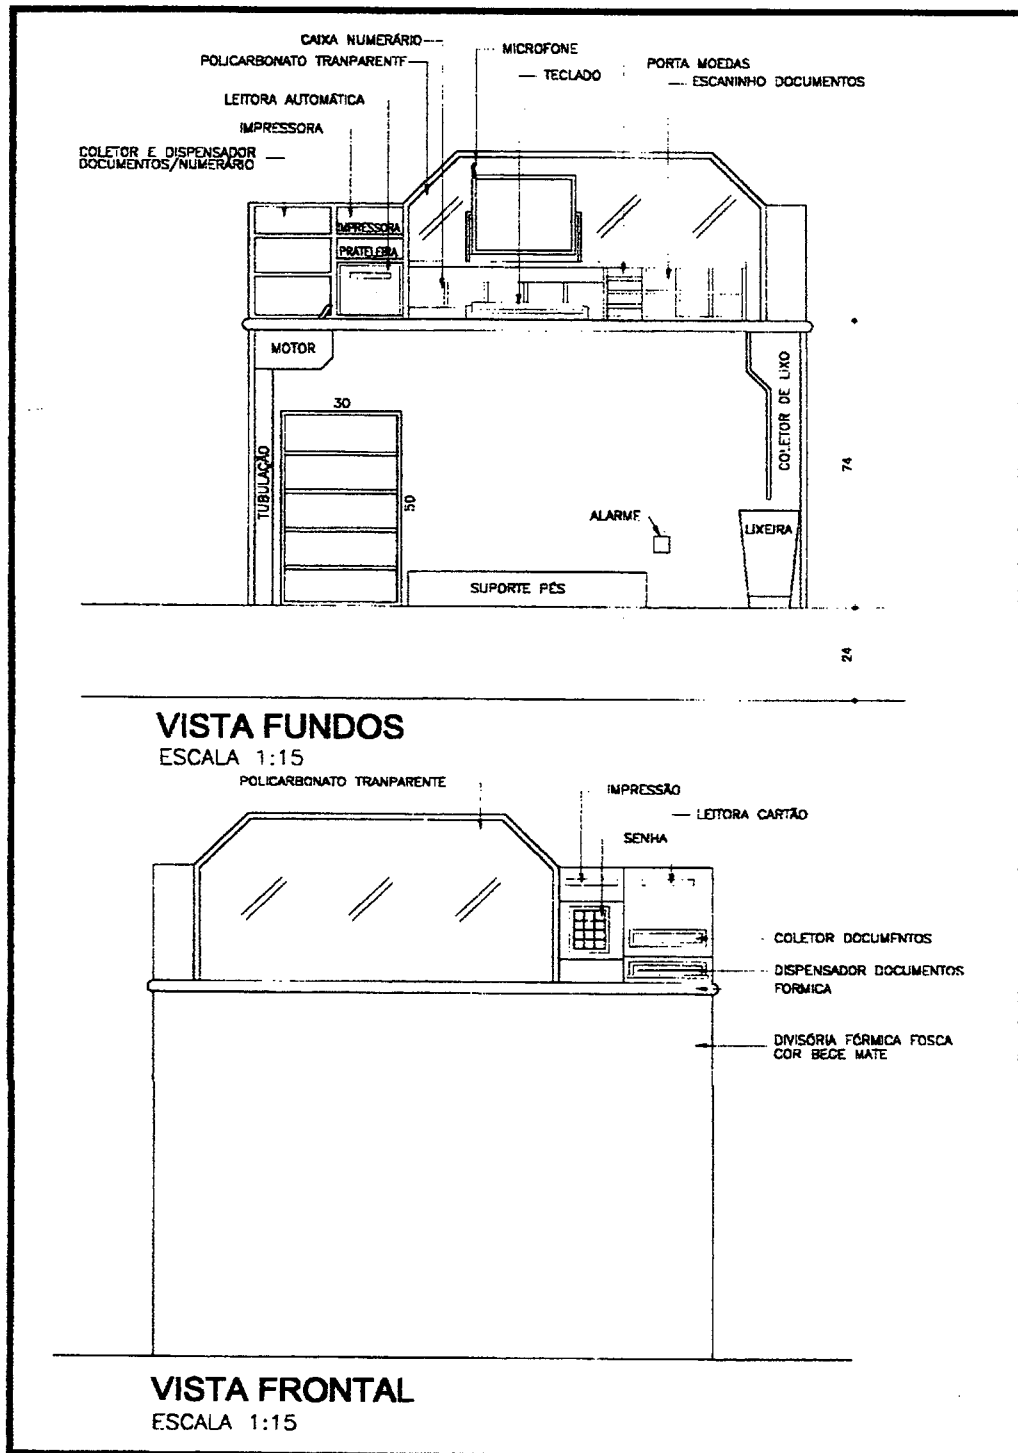 CAIXA NUMERÁRIO
MICROFONE
POLICARBONATO TRANPARENTE
TECLADO
PORTA MOEDAS
ESCANINHO DOCUMENTOS
LEITORA AUTOMÁTICA
IMPRESSORA
COLETOR E DISPENSADOR
DOCUMENTOS/NUMERÁRIO
IMPRESSORA
PRATELEIRA
MOTOR
COLETOR DE LIXO
30
TUBULAÇÃO
50
74
ALARME
LIXEIRA
SUPORTE PÉS
24
VISTA FUNDOS
ESCALA 1:15
POLICARBONATO TRANPARENTE
IMPRESSÃO
LEITORA CARTÃO
SENHA
COLETOR DOCUMENTOS
DISPENSADOR DOCUMENTOS
FORMICA
DIVISÓRIA FÓRMICA FOSCA
COR BEGE MATE
VISTA FRONTAL
ESCALA 1:15